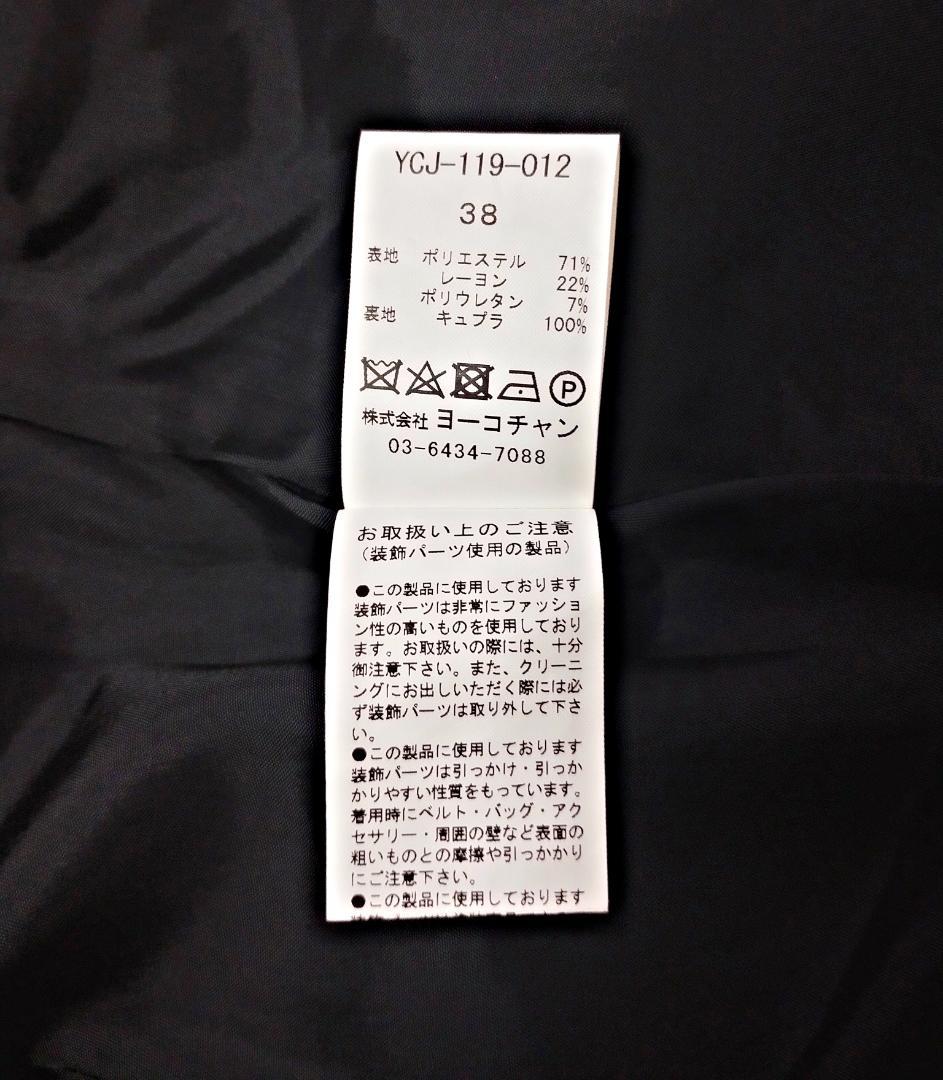 YCJ-119-012
38
表地 ポリエステル 71%
レーヨン 22%
ポリウレタン 7%
裏地 キュプラ 100%
P
株式会社 ヨーコチャン
03-6434-7088
お取扱い上のご注意
(装飾パーツ使用の製品)
●この製品に使用しております
装飾パーツは非常にファッショ
ン性の高いものを使用しており
ます。お取扱いの際には、十分
御注意下さい。また、クリーニ
ングにお出しいただく際には必
ず装飾パーツは取り外して下さ
い。
●この製品に使用しております
装飾パーツは引っかけ・引っか
かりやすい性質をもっています。
着用時にベルト・バッグ・アク
セサリー・周囲の壁など表面の
粗いものとの摩擦や引っかかり
にご注意下さい。
●この製品に使用しております